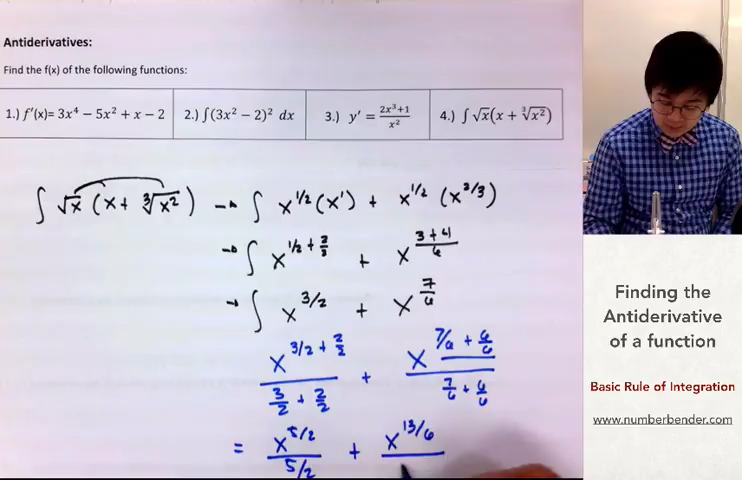 Antiderivatives:
Find the f(x) of the following functions:
1.) f'(x)= 3x⁴ − 5x² + x − 2
2.) ∫(3x² − 2)² dx
3.) y' = (2x³+1)/x²
4.) ∫ √x(x + ∛x²)
∫ √x (x + ∛x²) → ∫ x^1/2 (x^1) + x^1/2 (x^2/3)
→ ∫ x^(1/2 + 2/2) + x^((3+4)/6)
→ ∫ x^3/2 + x^7/6
x^(3/2 + 2/2) / (3/2 + 2/2) + x^(7/6 + 6/6) / (7/6 + 6/6)
= x^5/2 / 5/2 + x^13/6
Finding the
Antiderivative
of a function
Basic Rule of Integration
www.numberbender.com